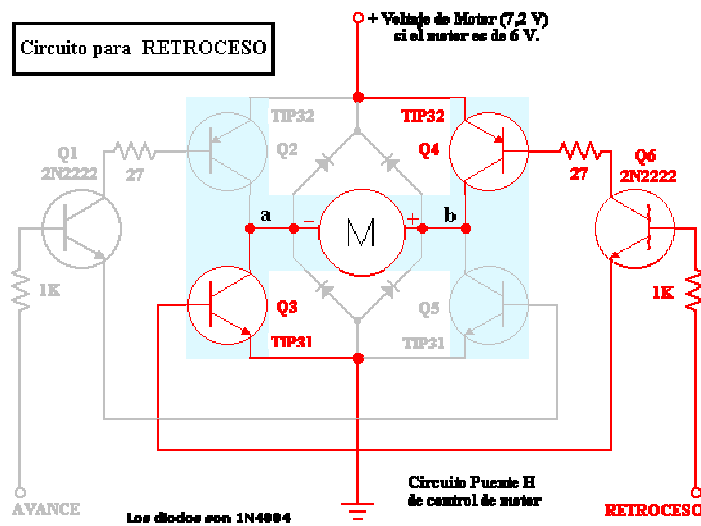 Circuito para RETROCESO
+ Voltaje de Motor (7,2 V)
si el motor es de 6 V.
TIP32
TIP32
Q1
2N2222
Q2
Q4
Q6
2N2222
27
27
a
−
M
+
b
1K
Q3
Q5
1K
TIP31
TIP31
AVANCE
Circuito Puente H
de control de motor
RETROCESO
Los diodos son 1N4004